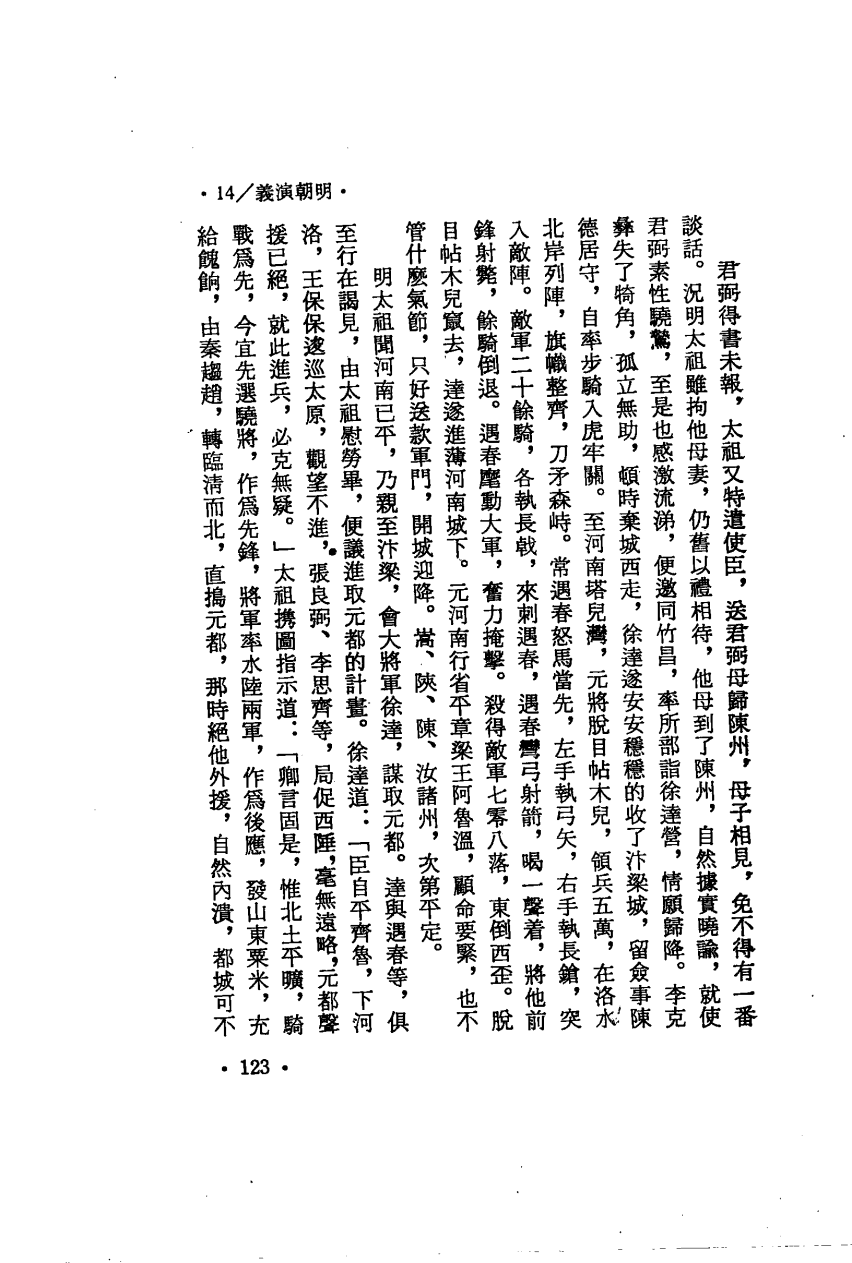 •14/義演朝明•
君弼得書未報，太祖又特遣使臣，送君弼母歸陳州，母子相見，免不得有一番
談話。況明太祖雖拘他母妻，仍舊以禮相待，他母到了陳州，自然據實曉諭，就使
君弼素性驍驁，至是也感激流涕，便邀同竹昌，率所部詣徐達營，情願歸降。李克
彝失了犄角，孤立無助，頓時棄城西走，徐達遂安安穩穩的收了汴梁城，留僉事陳
德居守，自率步騎入虎牢關。至河南塔兒灣，元將脫目帖木兒，領兵五萬，在洛水
北岸列陣，旗幟整齊，刀矛森峙。常遇春怒馬當先，左手執弓矢，右手執長鎗，突
入敵陣。敵軍二十餘騎，各執長戟，來刺遇春，遇春彎弓射箭，喝一聲着，將他前
鋒射斃，餘騎倒退。遇春麾動大軍，奮力掩擊。殺得敵軍七零八落，東倒西歪。脫
目帖木兒竄去，達遂進薄河南城下。元河南行省平章梁王阿魯溫，顧命要緊，也不
管什麼氣節，只好送款軍門，開城迎降。嵩、陝、陳、汝諸州，次第平定。
明太祖聞河南已平，乃親至汴梁，會大將軍徐達，謀取元都。達與遇春等，俱
至行在謁見，由太祖慰勞畢，便議進取元都的計畫。徐達道：「臣自平齊魯，下河
洛，王保保逡巡太原，觀望不進，張良弼、李思齊等，局促西陲，毫無遠略，元都聲
援已絕，就此進兵，必克無疑。」太祖携圖指示道：「卿言固是，惟北土平曠，騎
戰爲先，今宜先選驍將，作爲先鋒，將軍率水陸兩軍，作爲後應，發山東粟米，充
給餽餉，由秦趨趙，轉臨清而北，直搗元都，那時絕他外援，自然內潰，都城可不
•123•